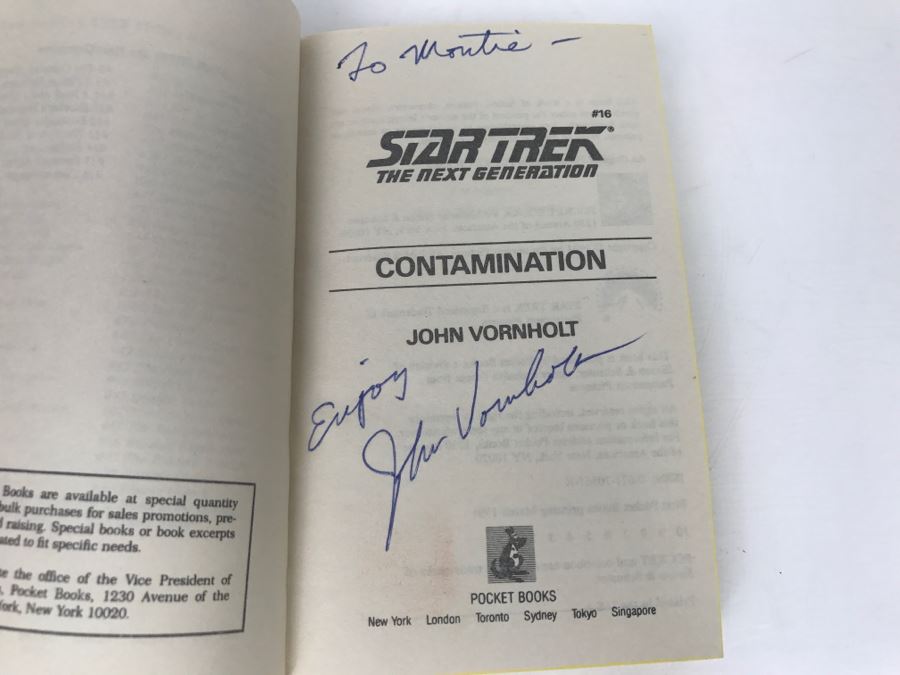 Books are available at special quantity
bulk purchases for sales promotions, pre-
raising. Special books or book excerpts
ated to fit specific needs.
the office of the Vice President of
Pocket Books, 1230 Avenue of the
York, New York 10020.
To Montie –
#16
STAR TREK®
THE NEXT GENERATION
CONTAMINATION
JOHN VORNHOLT
Enjoy
John Vornholt
POCKET BOOKS
New York London Toronto Sydney Tokyo Singapore